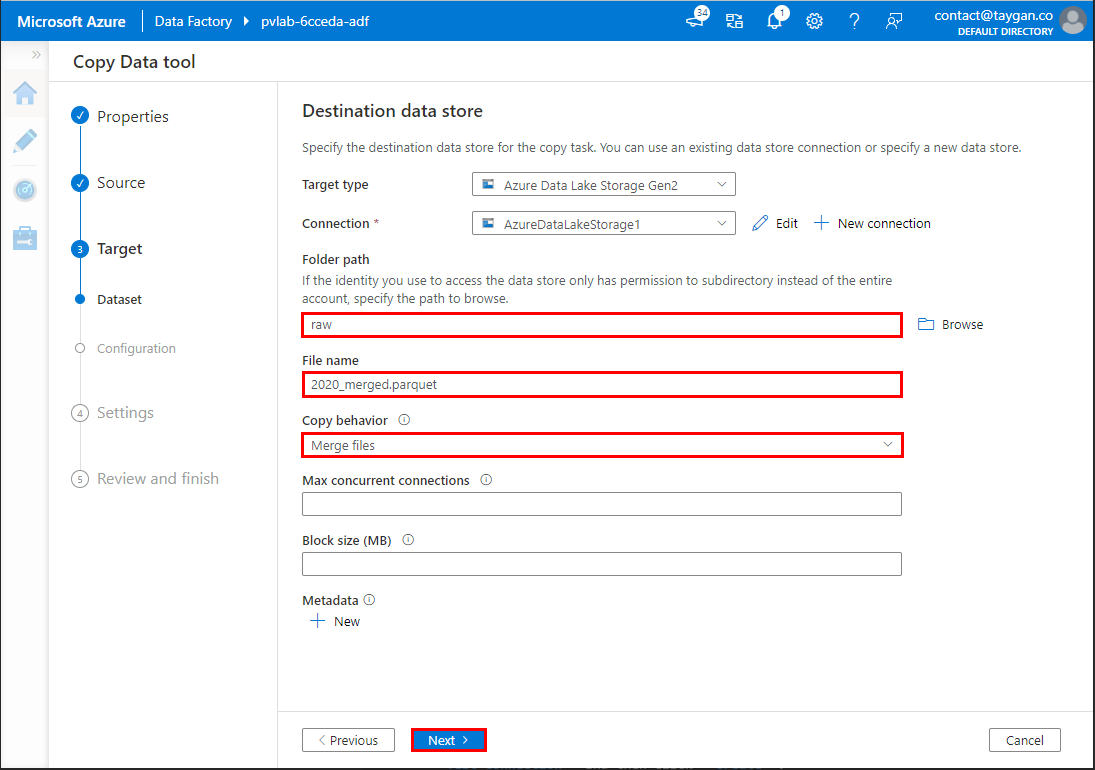 Microsoft Azure
Data Factory
pvlab-6cceda-adf
34
1
contact@taygan.co
DEFAULT DIRECTORY
Copy Data tool
Properties
Source
3
Target
Dataset
Configuration
4
Settings
5
Review and finish
Destination data store
Specify the destination data store for the copy task. You can use an existing data store connection or specify a new data store.
Target type
Azure Data Lake Storage Gen2
Connection *
AzureDataLakeStorage1
Edit
New connection
Folder path
If the identity you use to access the data store only has permission to subdirectory instead of the entire
account, specify the path to browse.
raw
Browse
File name
2020_merged.parquet
Copy behavior
Merge files
Max concurrent connections
Block size (MB)
Metadata
New
Previous
Next
Cancel